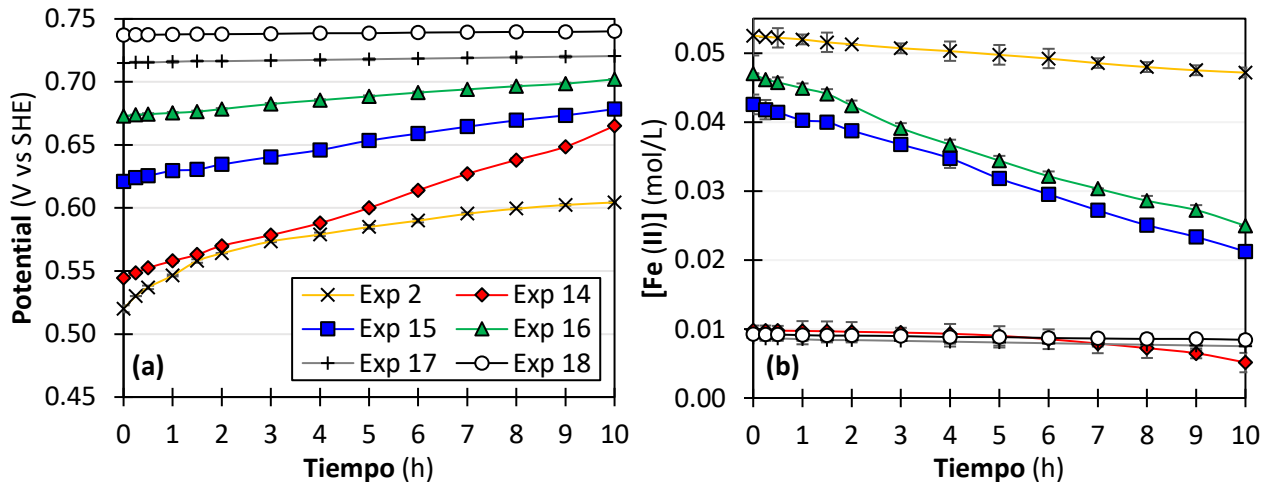 Potential (V vs SHE)
0.75
0.70
0.65
0.60
0.55
0.50
0.45
Exp 2
Exp 14
Exp 15
Exp 16
Exp 17
Exp 18
(a)
0 1 2 3 4 5 6 7 8 9 10
Tiempo (h)
[Fe (II)] (mol/L)
0.05
0.04
0.03
0.02
0.01
0.00
(b)
0 1 2 3 4 5 6 7 8 9 10
Tiempo (h)